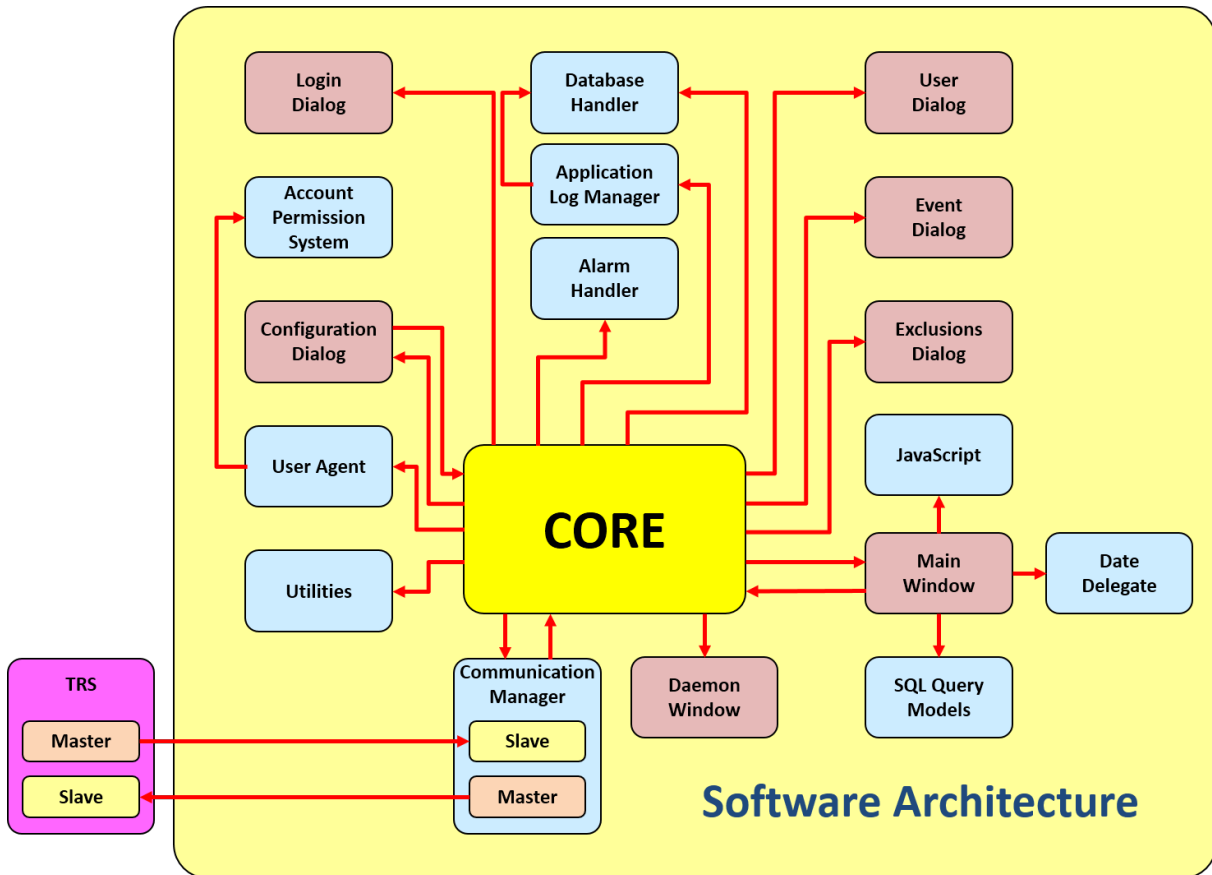 Login
Dialog
Database
Handler
User
Dialog
Application
Log Manager
Account
Permission
System
Event
Dialog
Alarm
Handler
Configuration
Dialog
Exclusions
Dialog
User Agent
JavaScript
CORE
Utilities
Main
Window
Date
Delegate
TRS
Master
Slave
Communication
Manager
Slave
Master
Daemon
Window
SQL Query
Models
Software Architecture